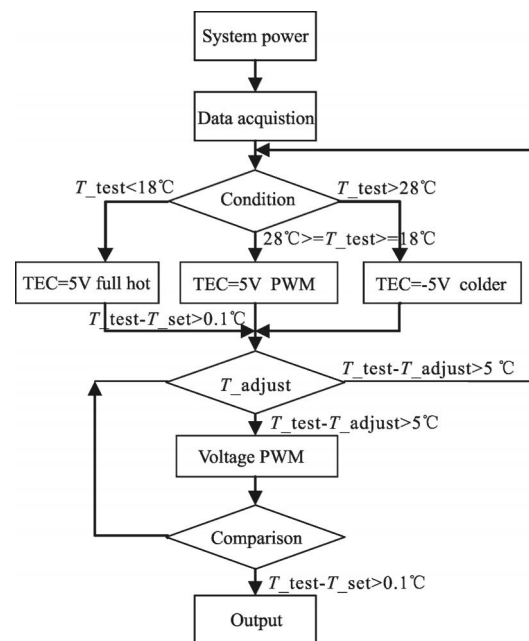 System power
Data acquistion
T_test<18℃
Condition
T_test>28℃
28℃>=T_test>=18℃
TEC=5V full hot
TEC=5V PWM
TEC=-5V colder
T_test-T_set>0.1℃
T_adjust
T_test-T_adjust>5 ℃
T_test-T_adjust>5℃
Voltage PWM
Comparison
T_test-T_set>0.1℃
Output